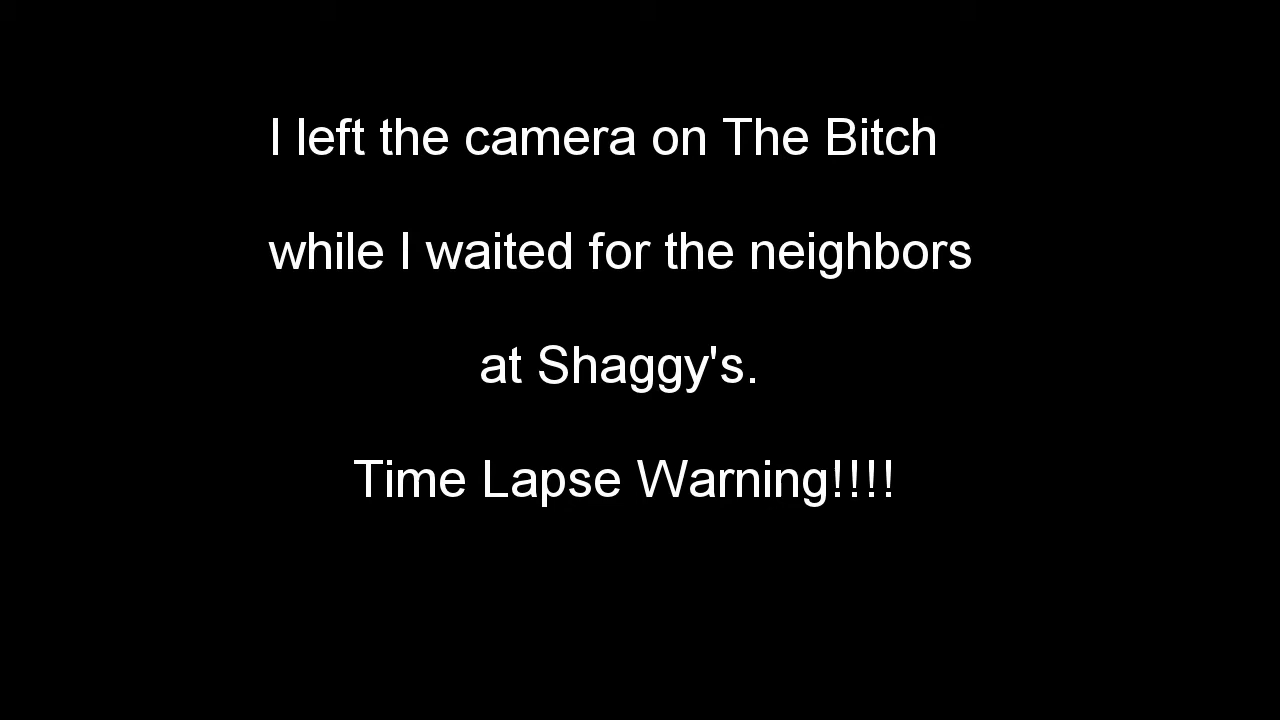 I left the camera on The Bitch
while I waited for the neighbors
at Shaggy's.
Time Lapse Warning!!!!